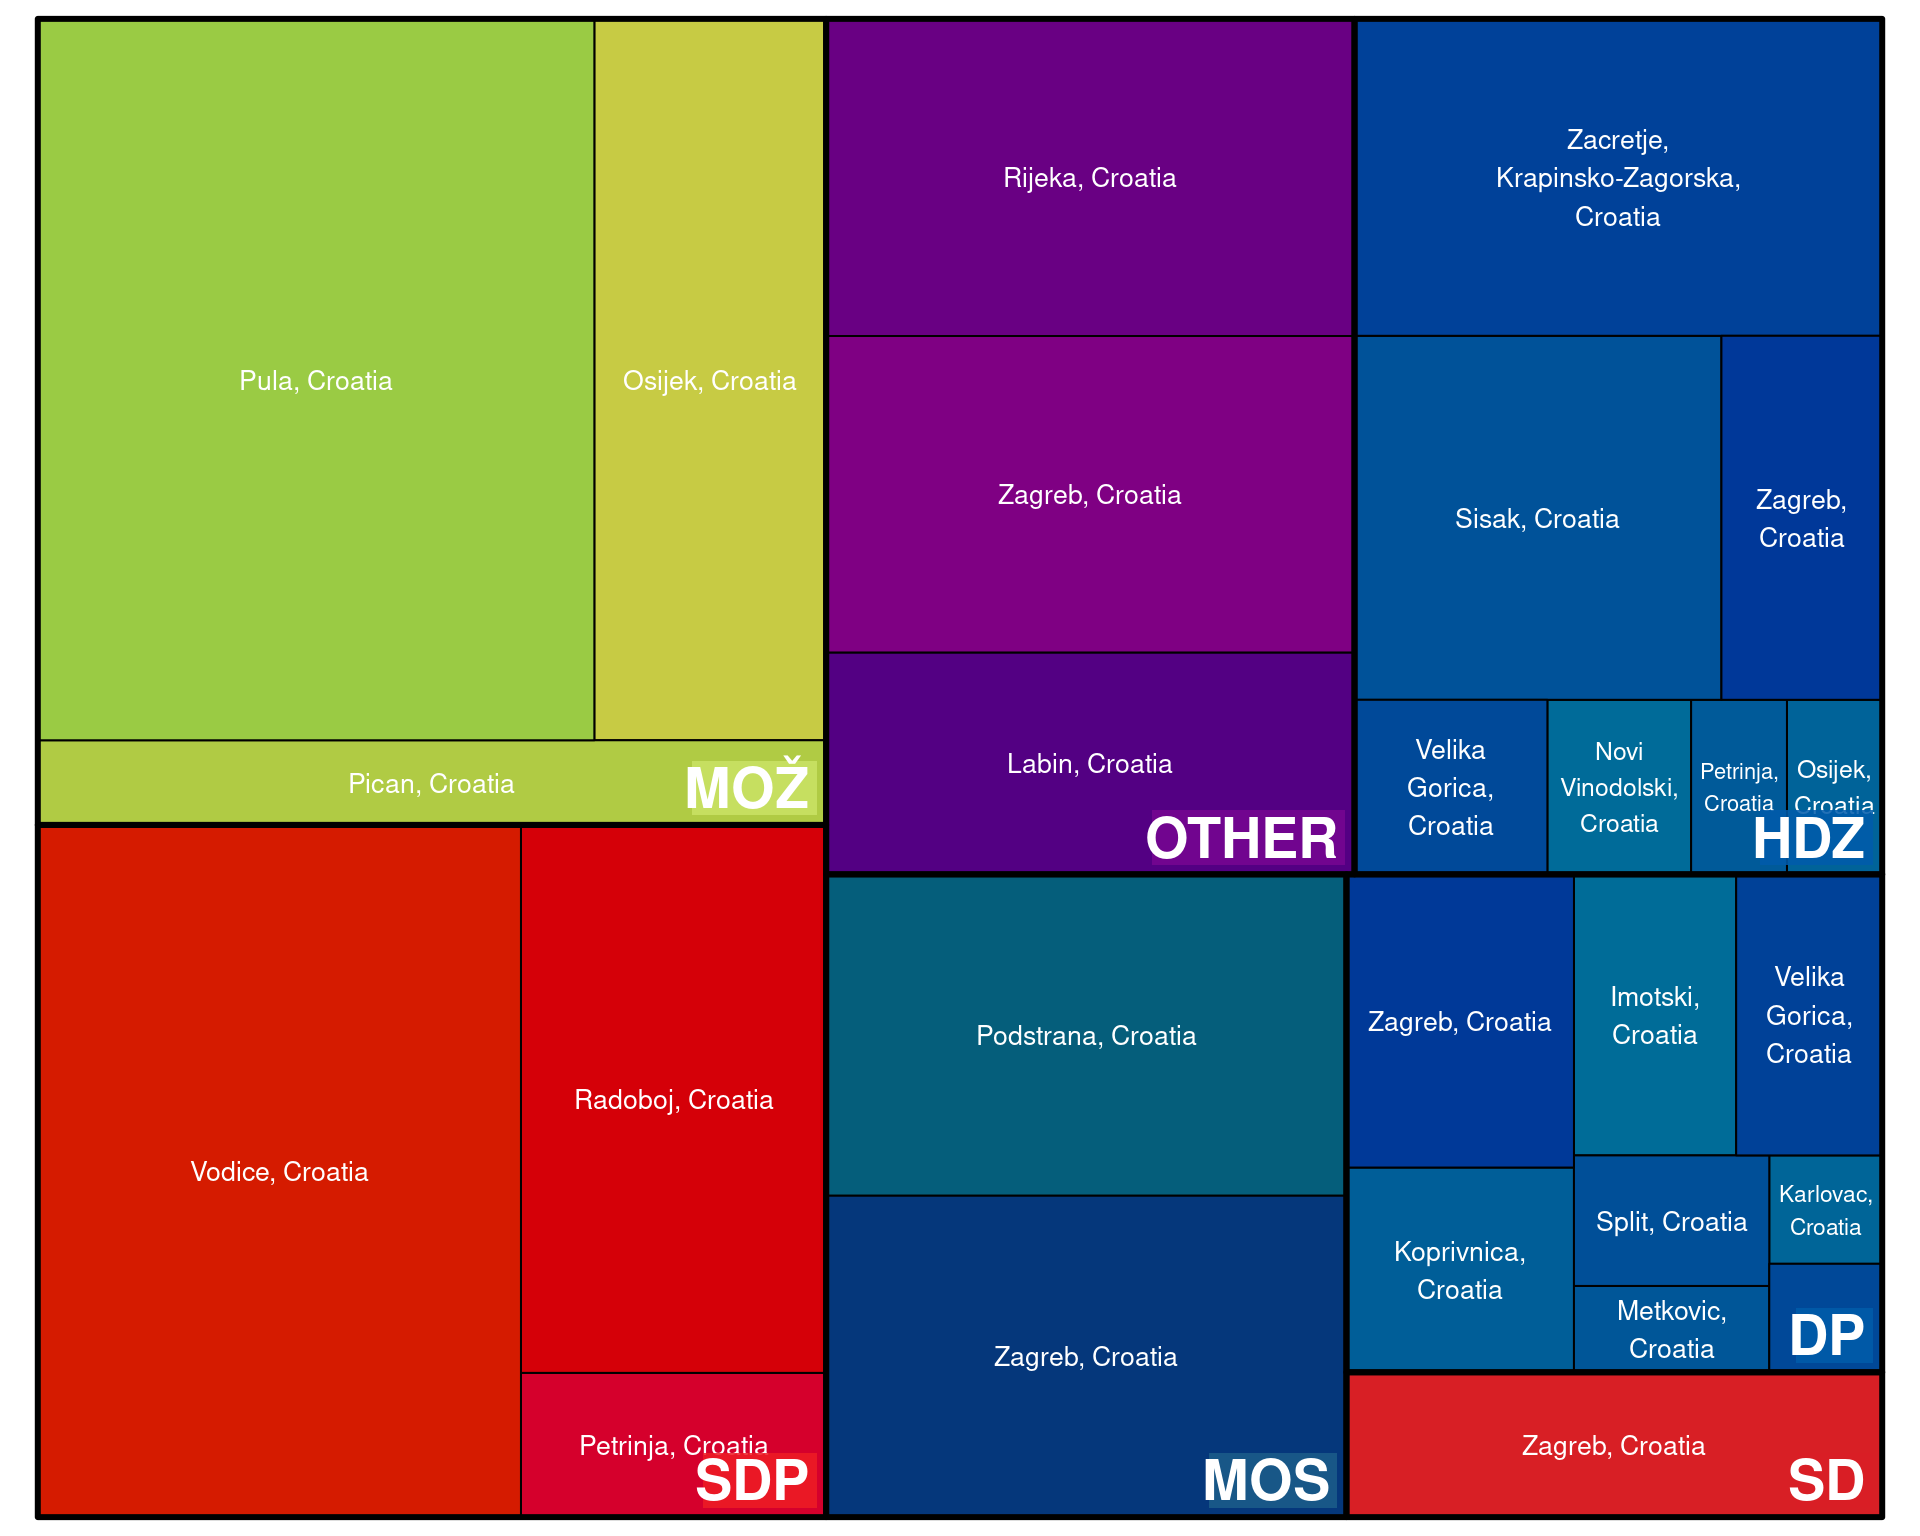 Pula, Croatia
Osijek, Croatia
Pican, Croatia
MOŽ
Rijeka, Croatia
Zagreb, Croatia
Labin, Croatia
OTHER
Zacretje,
Krapinsko-Zagorska,
Croatia
Sisak, Croatia
Zagreb,
Croatia
Velika
Gorica,
Croatia
Novi
Vinodolski,
Croatia
Petrinja,
Croatia
Osijek,
Croatia
HDZ
Vodice, Croatia
Radoboj, Croatia
Petrinja, Croatia
SDP
Podstrana, Croatia
Zagreb, Croatia
MOS
Zagreb, Croatia
Imotski,
Croatia
Velika
Gorica,
Croatia
Koprivnica,
Croatia
Split, Croatia
Karlovac,
Croatia
Metkovic,
Croatia
DP
Zagreb, Croatia
SD